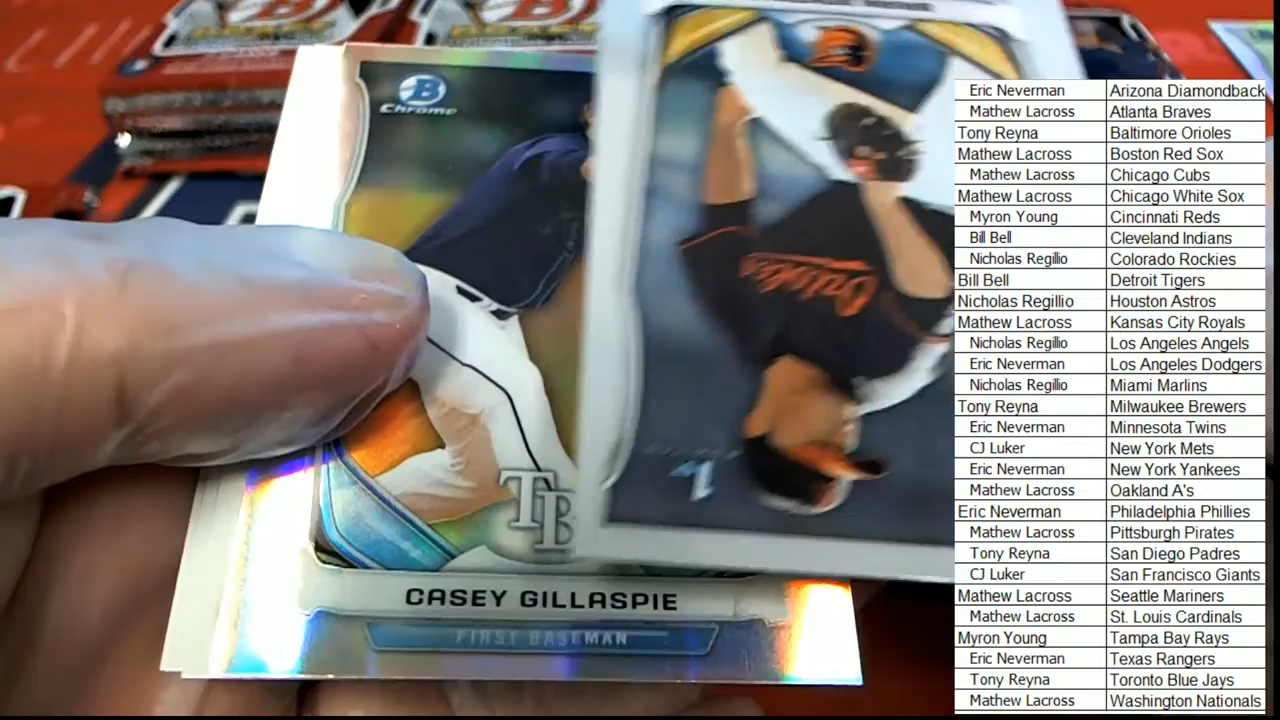 Chrome
B
TB
CASEY GILLASPIE
FIRST BASEMAN
Orioles
Eric Neverman Arizona Diamondback
Mathew Lacross Atlanta Braves
Tony Reyna Baltimore Orioles
Mathew Lacross Boston Red Sox
Mathew Lacross Chicago Cubs
Mathew Lacross Chicago White Sox
Myron Young Cincinnati Reds
Bill Bell Cleveland Indians
Nicholas Regillio Colorado Rockies
Bill Bell Detroit Tigers
Nicholas Regillio Houston Astros
Mathew Lacross Kansas City Royals
Nicholas Regillio Los Angeles Angels
Eric Neverman Los Angeles Dodgers
Nicholas Regillio Miami Marlins
Tony Reyna Milwaukee Brewers
Eric Neverman Minnesota Twins
CJ Luker New York Mets
Eric Neverman New York Yankees
Mathew Lacross Oakland A's
Eric Neverman Philadelphia Phillies
Mathew Lacross Pittsburgh Pirates
Tony Reyna San Diego Padres
CJ Luker San Francisco Giants
Mathew Lacross Seattle Mariners
Mathew Lacross St. Louis Cardinals
Myron Young Tampa Bay Rays
Eric Neverman Texas Rangers
Tony Reyna Toronto Blue Jays
Mathew Lacross Washington Nationals